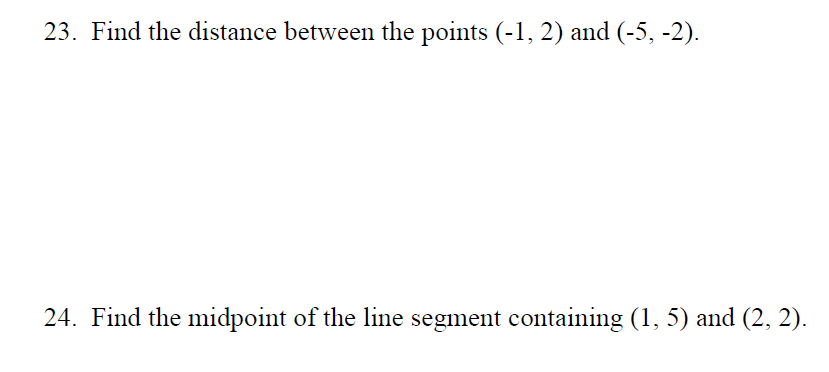 23. Find the distance between the points (-1, 2) and (-5, -2).
24. Find the midpoint of the line segment containing (1, 5) and (2, 2).